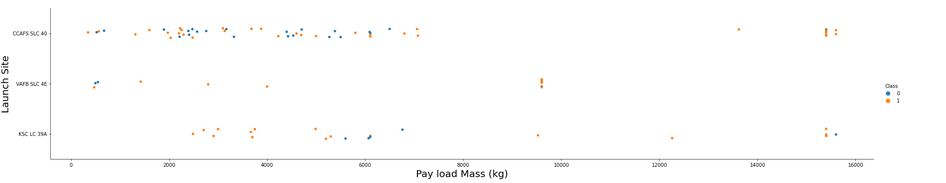 Launch Site
CCAFS SLC 40
VAFB SLC 4E
KSC LC 39A
Class
0
1
0 2000 4000 6000 8000 10000 12000 14000 16000
Pay load Mass (kg)